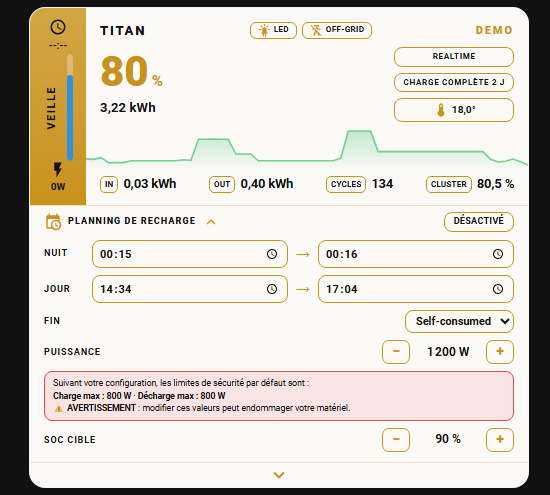 --:--
VEILLE
0W
TITAN
LED
OFF-GRID
DEMO
80 %
3,22 kWh
REALTIME
CHARGE COMPLÈTE 2 J
18,0°
IN 0,03 kWh
OUT 0,40 kWh
CYCLES 134
CLUSTER 80,5 %
PLANNING DE RECHARGE
DÉSACTIVÉ
NUIT 00:15 → 00:16
JOUR 14:34 → 17:04
FIN Self-consumed
PUISSANCE − 1 200 W +
Suivant votre configuration, les limites de sécurité par défaut sont :
Charge max : 800 W · Décharge max : 800 W
⚠️ AVERTISSEMENT : modifier ces valeurs peut endommager votre matériel.
SOC CIBLE − 90 % +